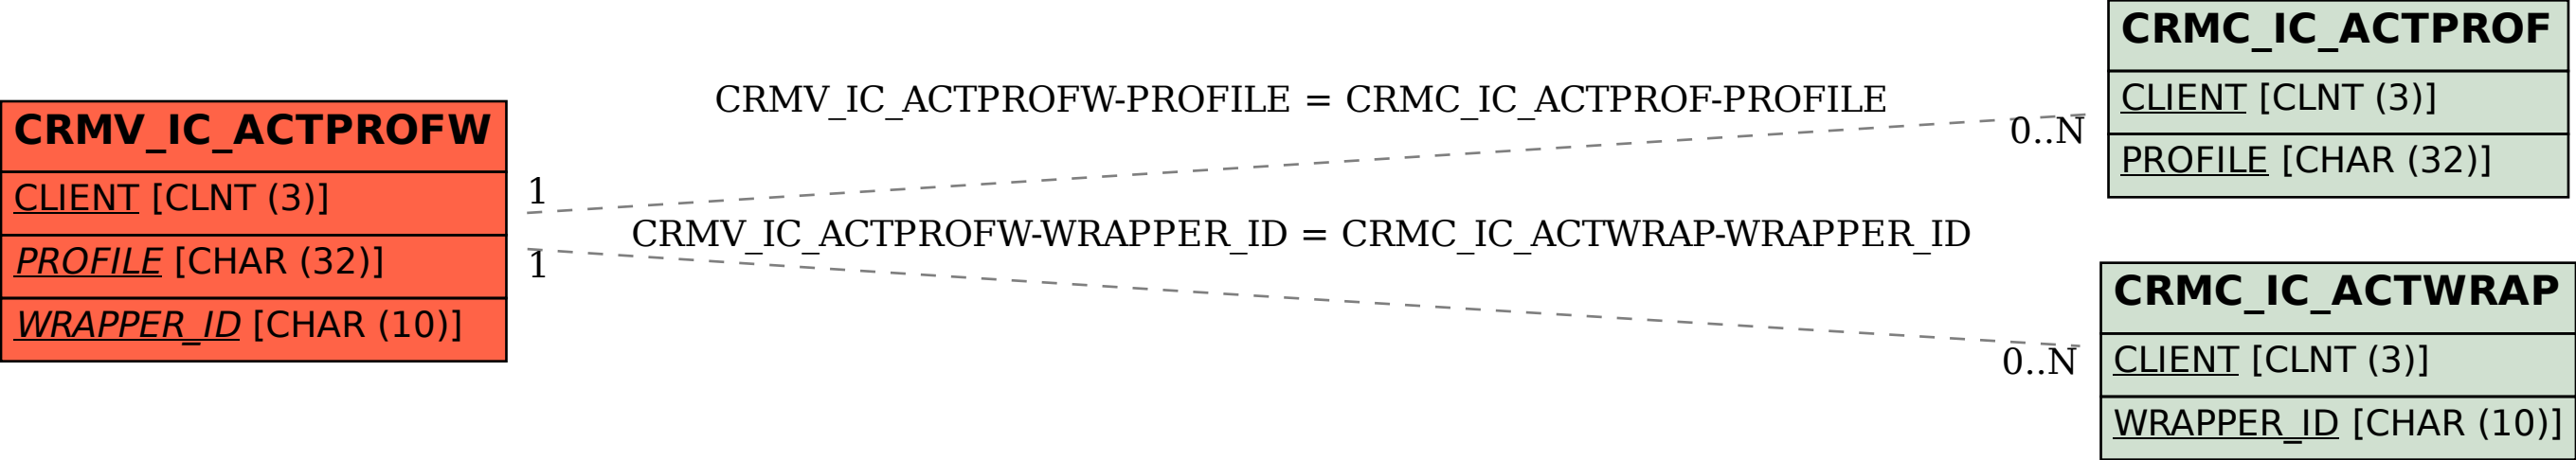 CRMV_IC_ACTPROFW
CLIENT [CLNT (3)]
PROFILE [CHAR (32)]
WRAPPER_ID [CHAR (10)]
CRMV_IC_ACTPROFW-PROFILE = CRMC_IC_ACTPROF-PROFILE
1
0..N
CRMV_IC_ACTPROFW-WRAPPER_ID = CRMC_IC_ACTWRAP-WRAPPER_ID
1
0..N
CRMC_IC_ACTPROF
CLIENT [CLNT (3)]
PROFILE [CHAR (32)]
CRMC_IC_ACTWRAP
CLIENT [CLNT (3)]
WRAPPER_ID [CHAR (10)]